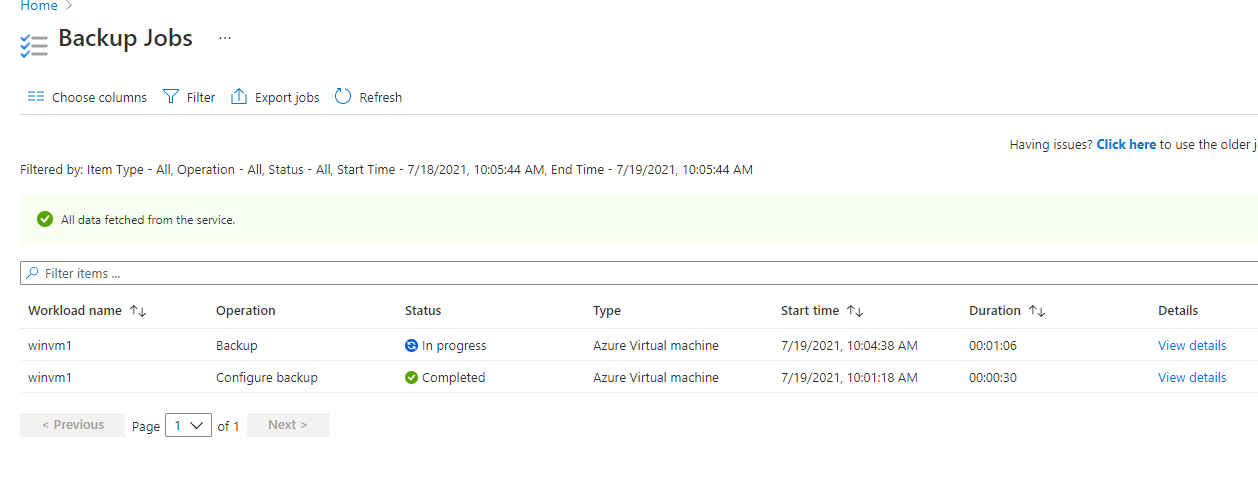 Home >
Backup Jobs ...
Choose columns Filter Export jobs Refresh
Having issues? Click here to use the older j
Filtered by: Item Type - All, Operation - All, Status - All, Start Time - 7/18/2021, 10:05:44 AM, End Time - 7/19/2021, 10:05:44 AM
All data fetched from the service.
Filter items ...
Workload name Operation Status Type Start time Duration Details
winvm1 Backup In progress Azure Virtual machine 7/19/2021, 10:04:38 AM 00:01:06 View details
winvm1 Configure backup Completed Azure Virtual machine 7/19/2021, 10:01:18 AM 00:00:30 View details
< Previous Page 1 of 1 Next >